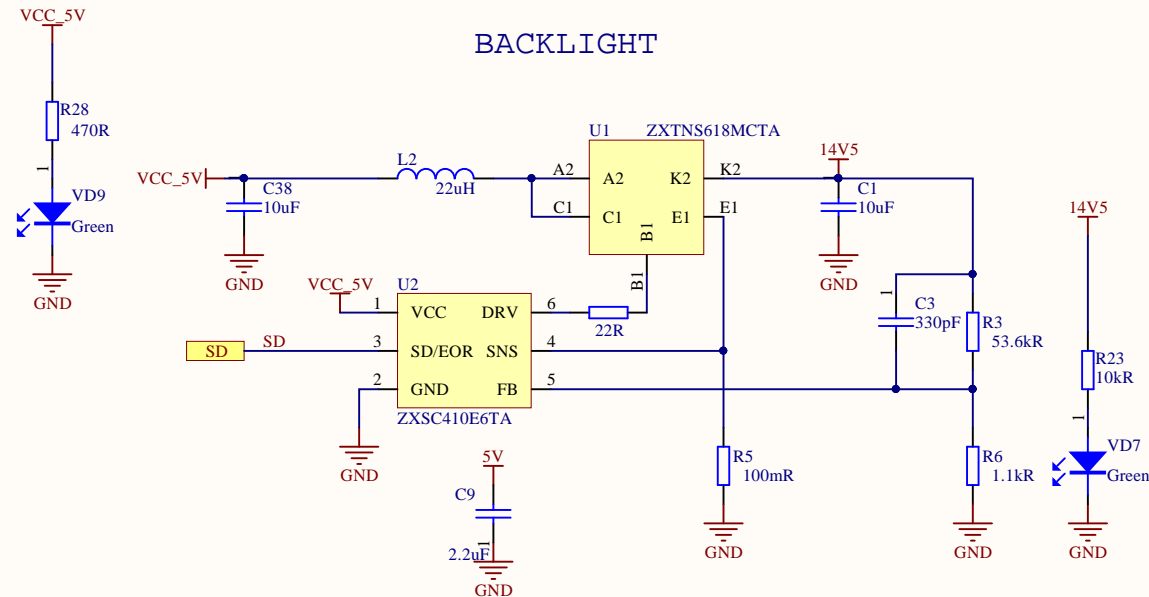 VCC_5V
BACKLIGHT
R28
470R
1
VD9
Green
GND
VCC_5V
C38
10uF
GND
L2
22uH
U1
ZXTNS618MCTA
A2
A2
K2
K2
C1
C1
E1
E1
B1
B1
14V5
C1
10uF
GND
VCC_5V
U2
1
VCC
DRV
6
22R
SD
SD
3
SD/EOR
SNS
4
2
GND
FB
5
ZXSC410E6TA
GND
1
C3
330pF
R3
53.6kR
R5
100mR
GND
R6
1.1kR
GND
5V
C9
2.2uF
1
GND
14V5
R23
10kR
1
VD7
Green
GND